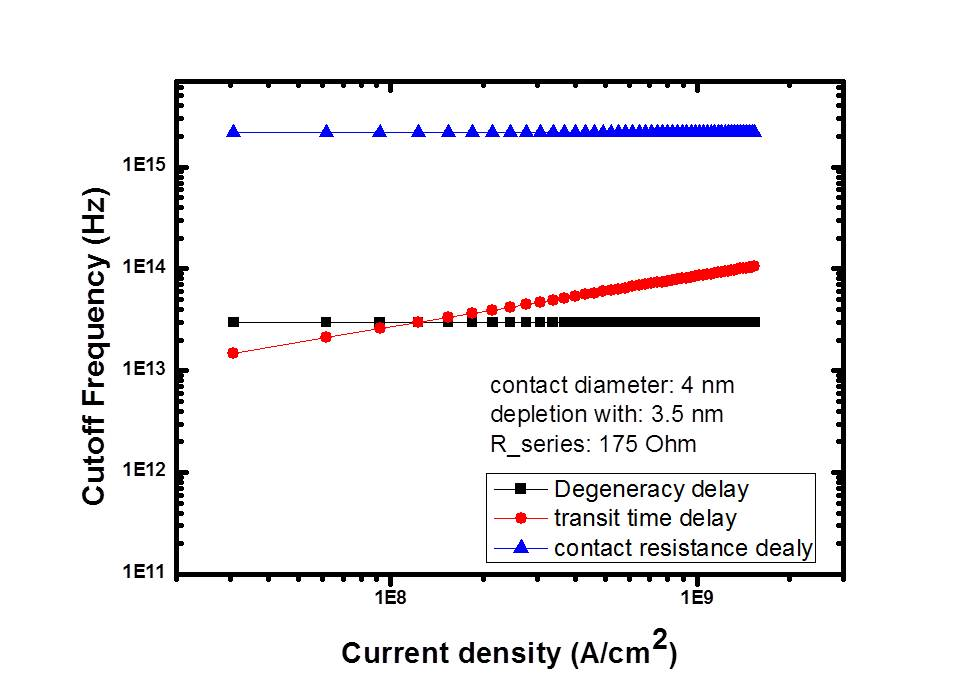 1E15
1E14
1E13
1E12
1E11
Cutoff Frequency (Hz)
contact diameter: 4 nm
depletion with: 3.5 nm
R_series: 175 Ohm
Degeneracy delay
transit time delay
contact resistance dealy
1E8
1E9
Current density (A/cm²)